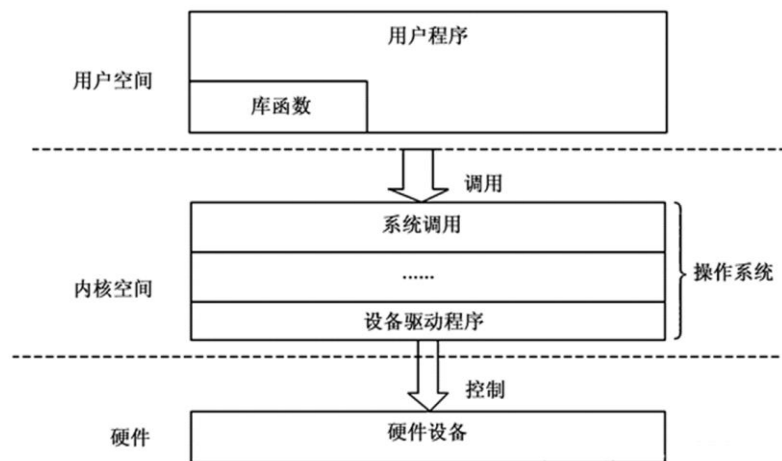 用户程序
用户空间
库函数
调用
系统调用
......
操作系统
内核空间
设备驱动程序
控制
硬件
硬件设备